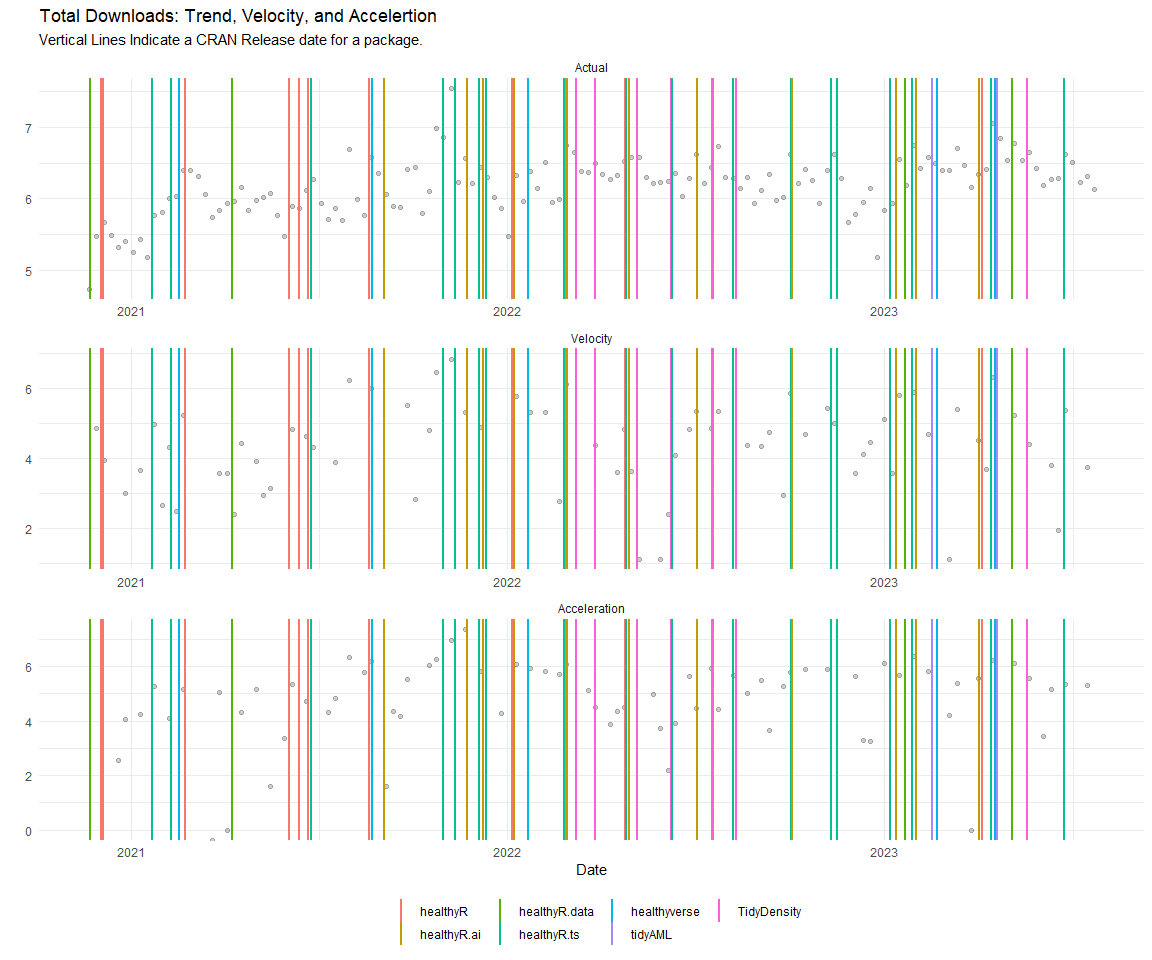 Total Downloads: Trend, Velocity, and Accelertion
Vertical Lines Indicate a CRAN Release date for a package.
Actual
7
6
5
2021 2022 2023
Velocity
6
4
2
2021 2022 2023
Acceleration
6
4
2
0
2021 2022 2023
Date
healthyR healthyR.data healthyverse TidyDensity
healthyR.ai healthyR.ts tidyAML